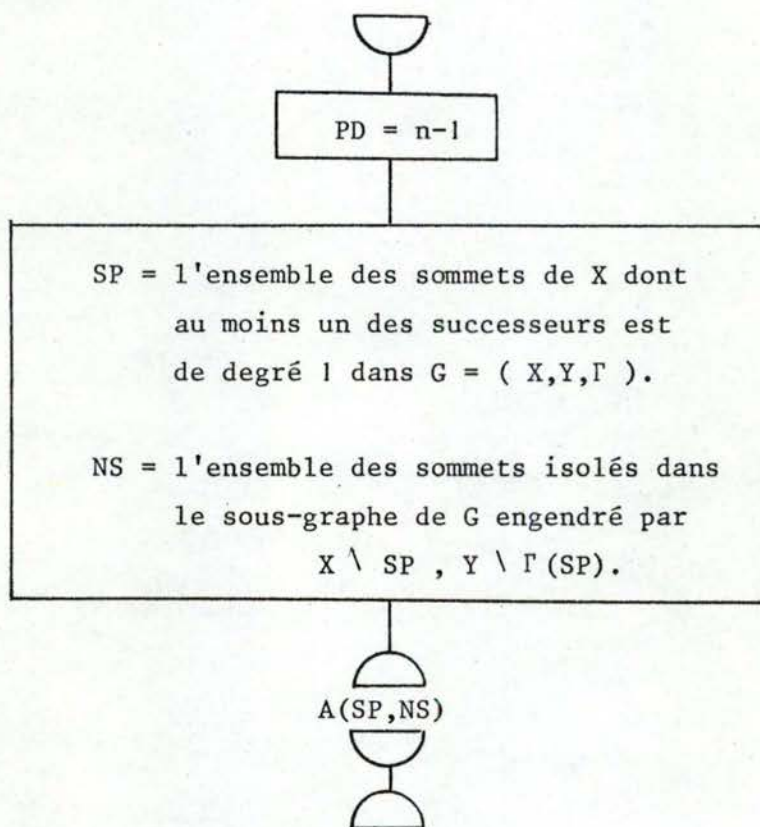 PD = n-1
SP = l'ensemble des sommets de X dont
au moins un des successeurs est
de degré 1 dans G = ( X,Y,Γ ).
NS = l'ensemble des sommets isolés dans
le sous-graphe de G engendré par
X \ SP , Y \ Γ(SP).
A(SP,NS)